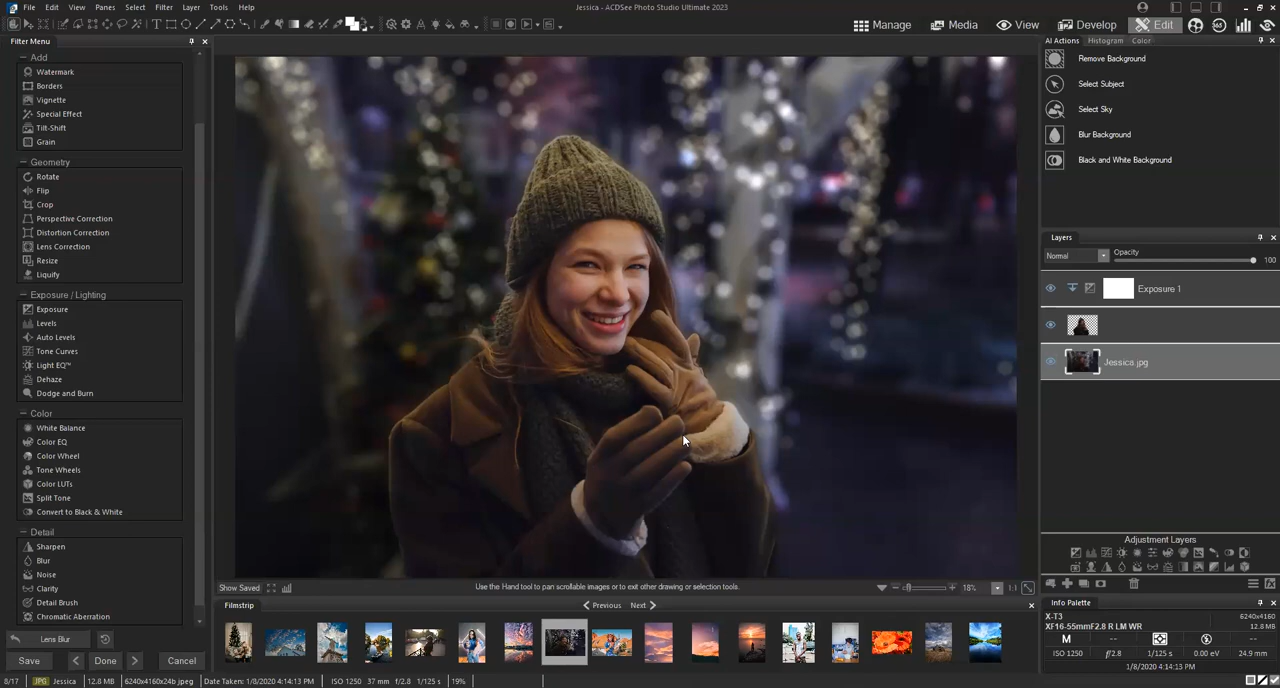 File Edit View Panes Select Filter Layer Tools Help
Jessica - ACDSee Photo Studio Ultimate 2023
Manage Media View Develop Edit 365
Filter Menu
Add
Watermark
Borders
Vignette
Special Effect
Tilt-Shift
Grain
Geometry
Rotate
Flip
Crop
Perspective Correction
Distortion Correction
Lens Correction
Resize
Liquify
Exposure / Lighting
Exposure
Levels
Auto Levels
Tone Curves
Light EQ™
Dehaze
Dodge and Burn
Color
White Balance
Color EQ
Color Wheel
Tone Wheels
Color LUTs
Split Tone
Convert to Black & White
Detail
Sharpen
Blur
Noise
Clarity
Detail Brush
Chromatic Aberration
Lens Blur
Save Done Cancel
Show Saved
Use the Hand tool to pan scrollable images or to exit other drawing or selection tools.
18% 1:1
Filmstrip
Previous Next
AI Actions Histogram Color
Remove Background
Select Subject
Select Sky
Blur Background
Black and White Background
Layers
Normal Opacity
100
Exposure 1
Jessica.jpg
Adjustment Layers
Info Palette
X-T3 6240x4160
XF16-55mmF2.8 R LM WR 12.8 MB
M -- --
ISO 1250 f/2.8 1/125 s 0.00 eV 24.9 mm
1/8/2020 4:14:13 PM
8/17 JPG Jessica 12.8 MB 6240x4160x24b jpeg Date Taken: 1/8/2020 4:14:13 PM ISO 1250 37 mm f/2.8 1/125 s 19%